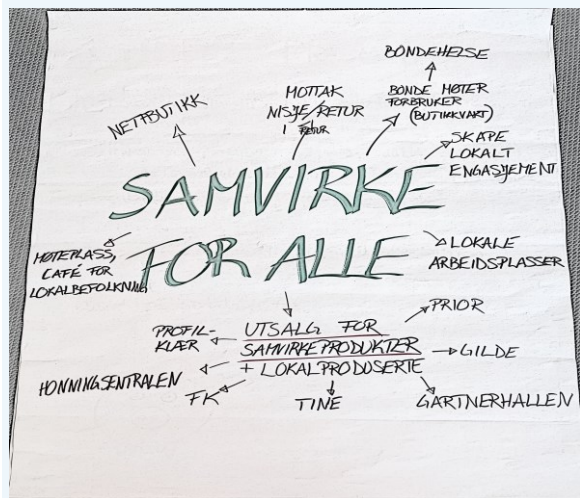 BONDEHELSE
NETTBUTIKK
MOTTAK
NISJE/RETUR
I RETUR
BONDE MØTER
FORBRUKER
(BUTIKKVAKT)
SKAPE
LOKALT
ENGASJEMENT
SAMVIRKE
FOR ALLE
MØTEPLASS,
CAFÉ FOR
LOKALBEFOLKNING
LOKALE
ARBEIDSPLASSER
UTSALG FOR
SAMVIRKEPRODUKTER
+ LOKALPRODUSERTE
PROFIL-
KLÆR
HONNINGSENTRALEN
FK
TINE
PRIOR
GILDE
GARTNERHALLEN